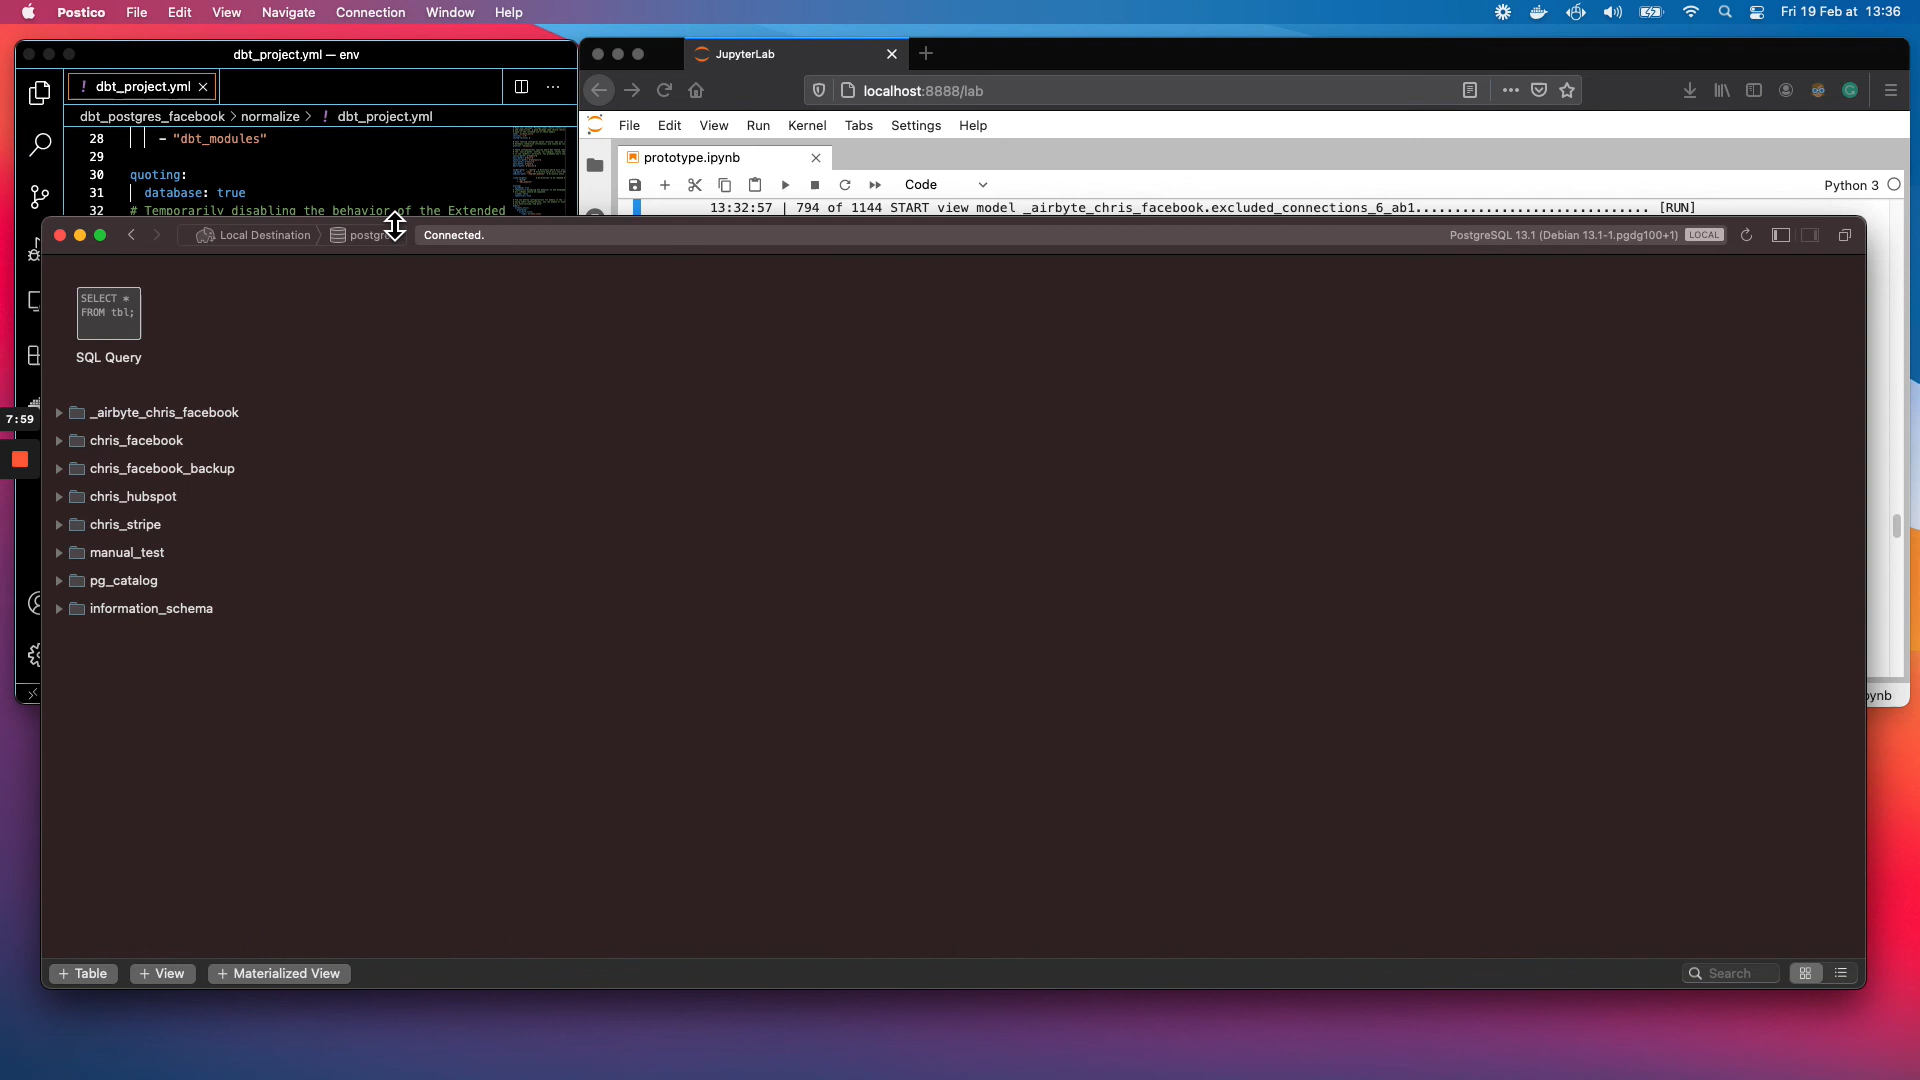 Postico File Edit View Navigate Connection Window Help
Fri 19 Feb at 13:36
dbt_project.yml — env
! dbt_project.yml
dbt_postgres_facebook > normalize > ! dbt_project.yml
28 - "dbt_modules"
29
30 quoting:
31 database: true
32 # Temporarily disabling the behavior of the Extended
JupyterLab
localhost:8888/lab
File Edit View Run Kernel Tabs Settings Help
prototype.ipynb
Code
Python 3
13:32:57 | 794 of 1144 START view model _airbyte_chris_facebook.excluded_connections_6_ab1.............................. [RUN]
Local Destination
Connected.
PostgreSQL 13.1 (Debian 13.1-1.pgdg100+1) LOCAL
SELECT *
FROM tbl;
SQL Query
_airbyte_chris_facebook
chris_facebook
chris_facebook_backup
chris_hubspot
chris_stripe
manual_test
pg_catalog
information_schema
7:59
+ Table
+ View
+ Materialized View
Search